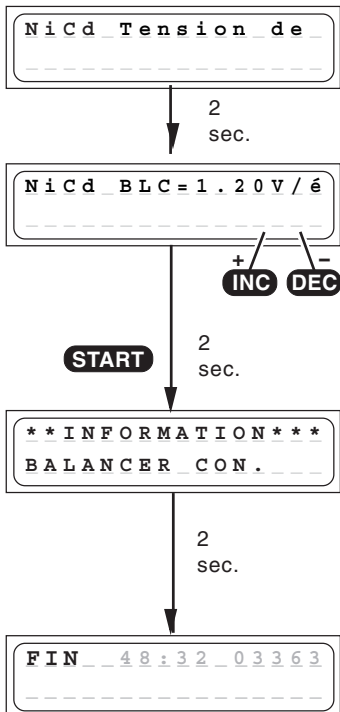 NiCd Tension de
2
sec.
NiCd BLC=1.20V/é
+ -
INC DEC
START
2
sec.
**INFORMATION***
BALANCER CON.
2
sec.
FIN 48:32 03363